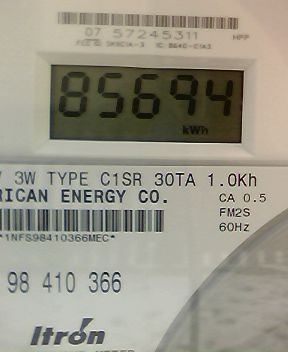 07 57245311 MPP
85694
kWh
3W TYPE C1SR 30TA 1.0Kh
RICAN ENERGY CO. CA 0.5
FM2S
*1NFS98410366MEC* 60Hz
98 410 366
Itron